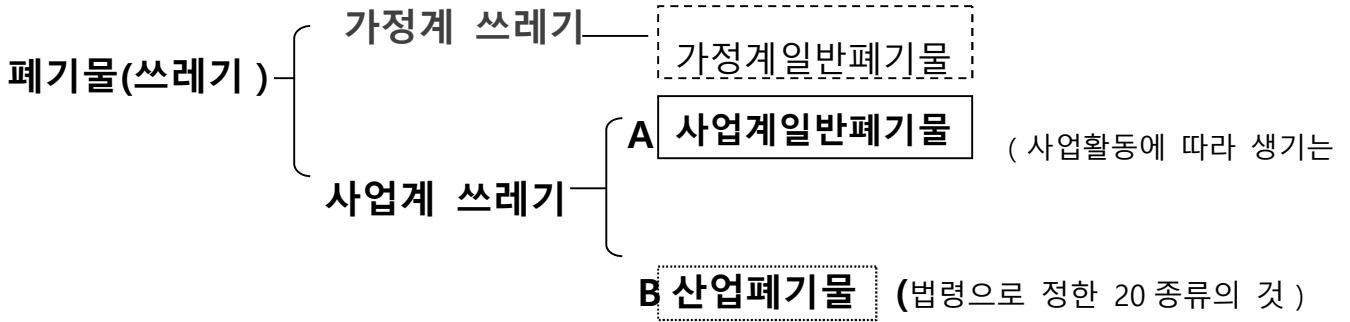 가정계 쓰레기
가정계일반폐기물
폐기물(쓰레기 )
A 사업계일반폐기물 ( 사업활동에 따라 생기는
사업계 쓰레기
B 산업폐기물 (법령으로 정한 20 종류의 것 )